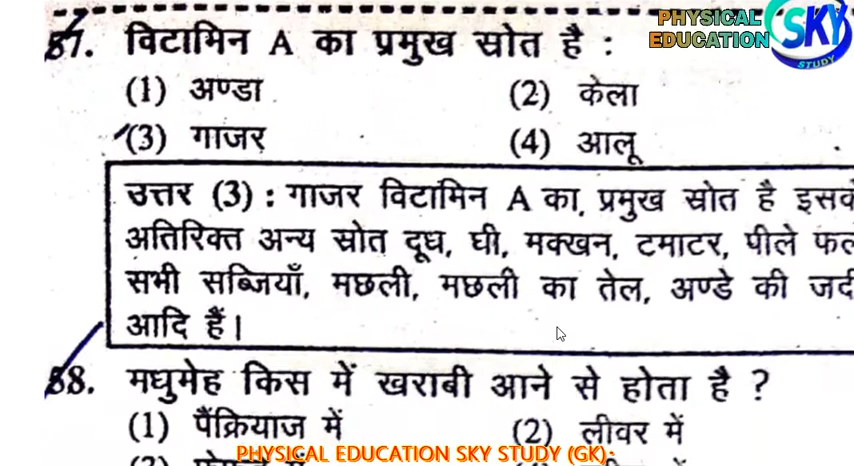 PHYSICAL
EDUCATION
SKY
STUDY
87. विटामिन A का प्रमुख स्रोत है :
(1) अण्डा (2) केला
(3) गाजर (4) आलू
उत्तर (3) : गाजर विटामिन A का प्रमुख स्रोत है
अतिरिक्त अन्य स्रोत दूध, घी, मक्खन, टमाटर, पीले
सभी सब्जियाँ, मछली, मछली का तेल, अण्डे की
आदि हैं।
88. मधुमेह किस में खराबी आने से होता है ?
(1) पैंक्रियाज में (2) लीवर में
PHYSICAL EDUCATION SKY STUDY (GK):